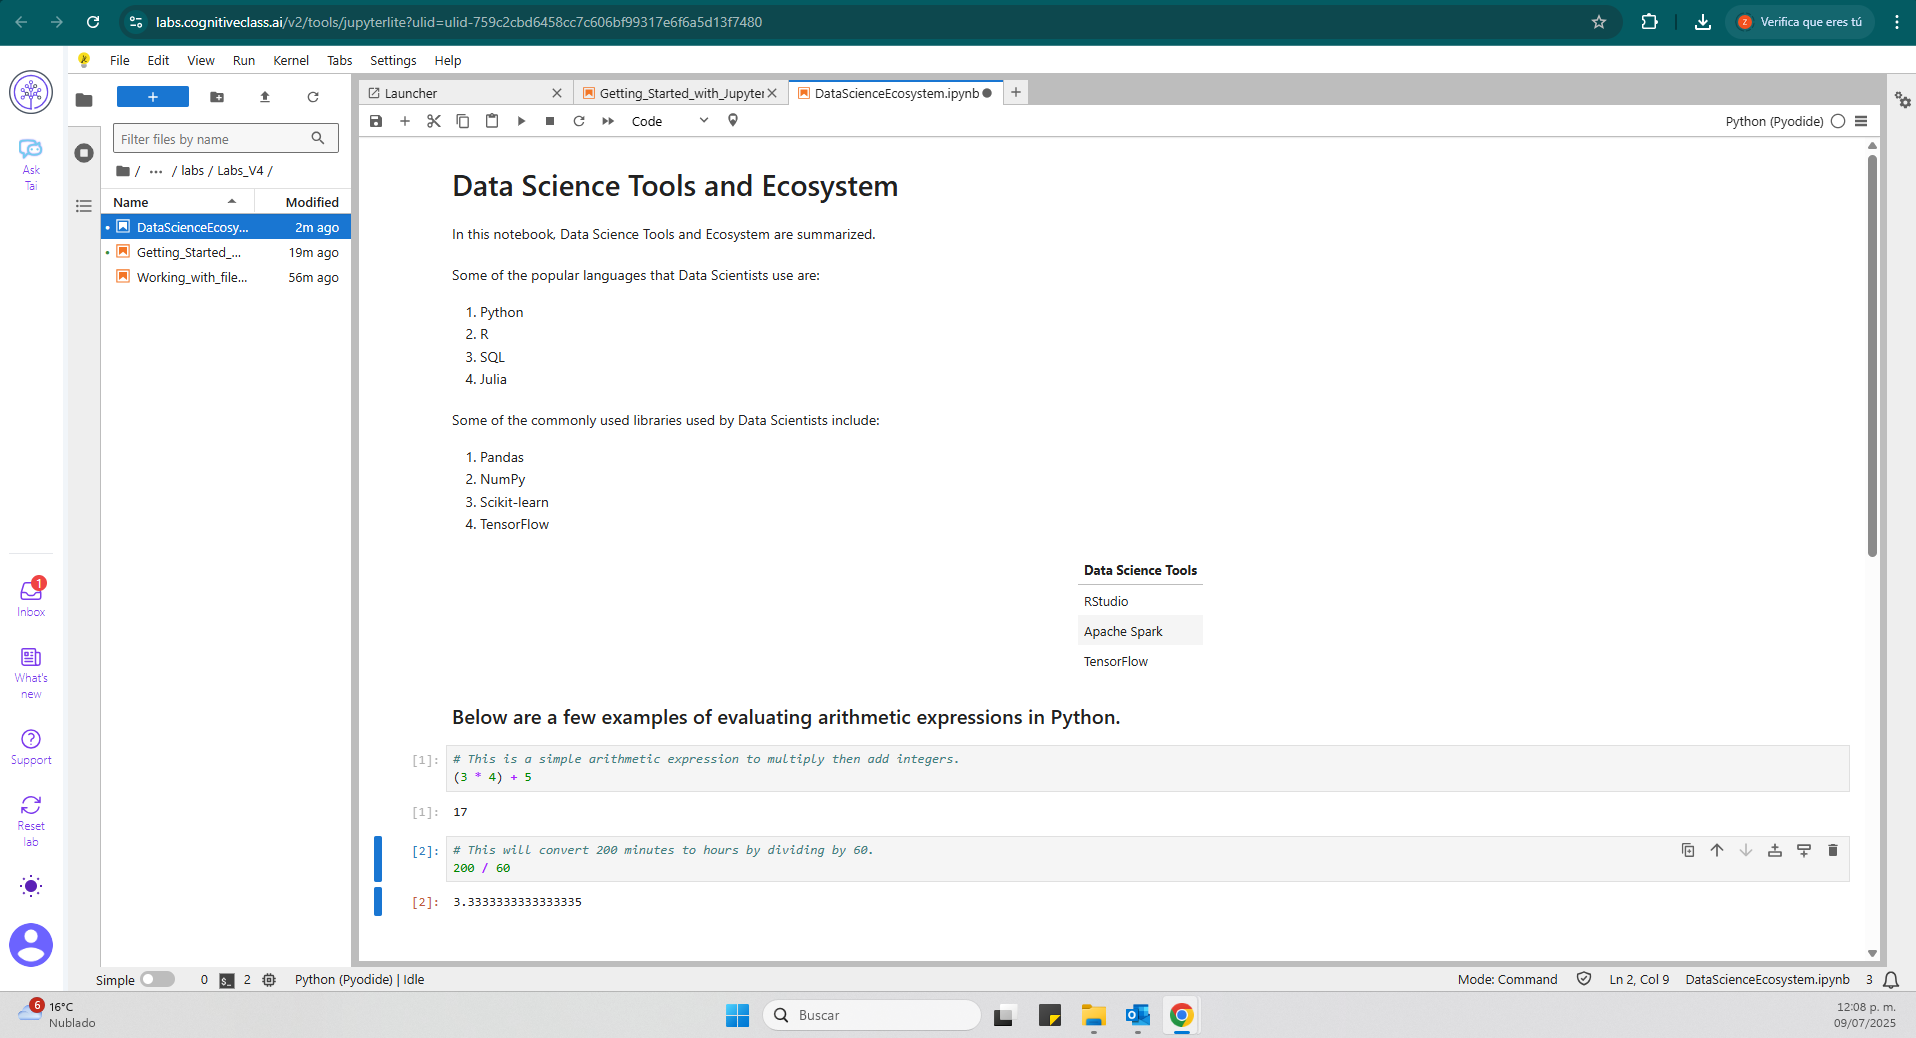 labs.cognitiveclass.ai/v2/tools/jupyterlite?ulid=ulid-759c2cbd6458cc7c606bf99317e6f6a5d13f7480
Z Verifica que eres tú
File Edit View Run Kernel Tabs Settings Help
Launcher
Getting_Started_with_Jupyter
DataScienceEcosystem.ipynb
Code
Python (Pyodide)
Ask
Tai
Filter files by name
/ ··· / labs / Labs_V4 /
Name Modified
DataScienceEcosy... 2m ago
Getting_Started_... 19m ago
Working_with_file... 56m ago
1
Inbox
What's
new
Support
Reset
lab
Data Science Tools and Ecosystem
In this notebook, Data Science Tools and Ecosystem are summarized.
Some of the popular languages that Data Scientists use are:
1. Python
2. R
3. SQL
4. Julia
Some of the commonly used libraries used by Data Scientists include:
1. Pandas
2. NumPy
3. Scikit-learn
4. TensorFlow
Data Science Tools
RStudio
Apache Spark
TensorFlow
Below are a few examples of evaluating arithmetic expressions in Python.
[1]: # This is a simple arithmetic expression to multiply then add integers.
(3 * 4) + 5
[1]: 17
[2]: # This will convert 200 minutes to hours by dividing by 60.
200 / 60
[2]: 3.3333333333333335
Simple 0 $_ 2 Python (Pyodide) | Idle
Mode: Command Ln 2, Col 9 DataScienceEcosystem.ipynb 3
6
16°C
Nublado
Buscar
12:08 p. m.
09/07/2025